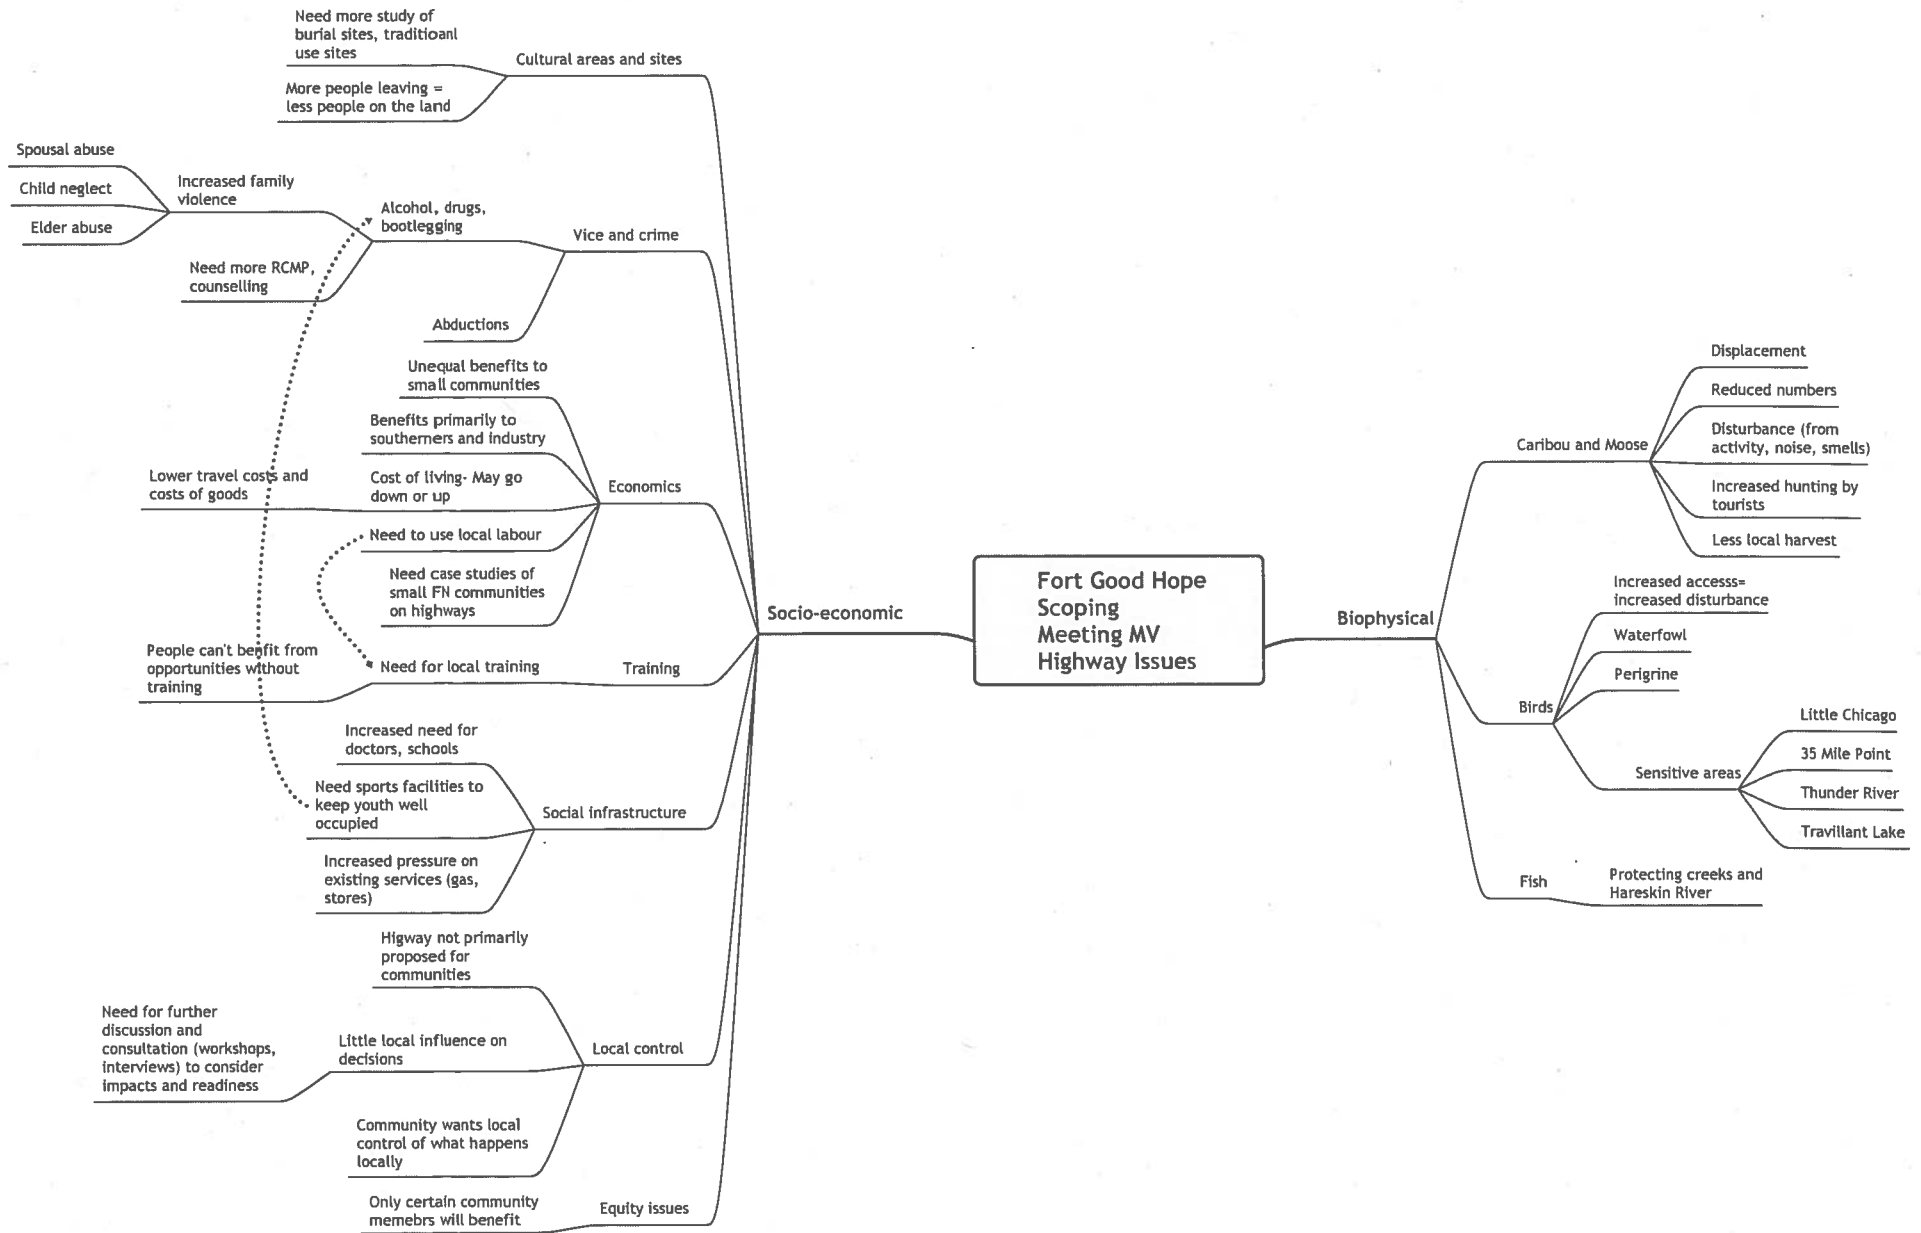 Need more study of
burial sites, traditioanl
use sites
Cultural areas and sites
More people leaving =
less people on the land
Spousal abuse
Child neglect
Elder abuse
Increased family
violence
Alcohol, drugs,
bootlegging
Vice and crime
Need more RCMP,
counselling
Abductions
Unequal benefits to
small communities
Benefits primarily to
southerners and industry
Lower travel costs and
costs of goods
Cost of living- May go
down or up
Economics
Need to use local labour
Need case studies of
small FN communities
on highways
Socio-economic
People can't benfit from
opportunities without
training
Need for local training
Training
Increased need for
doctors, schools
Need sports facilities to
keep youth well
occupied
Social infrastructure
Increased pressure on
existing services (gas,
stores)
Higway not primarily
proposed for
communities
Need for further
discussion and
consultation (workshops,
interviews) to consider
impacts and readiness
Little local influence on
decisions
Local control
Community wants local
control of what happens
locally
Only certain community
memebrs will benefit
Equity issues
Fort Good Hope
Scoping
Meeting MV
Highway Issues
Biophysical
Caribou and Moose
Displacement
Reduced numbers
Disturbance (from
activity, noise, smells)
Increased hunting by
tourists
Less local harvest
Birds
Increased accesss=
increased disturbance
Waterfowl
Perigrine
Sensitive areas
Little Chicago
35 Mile Point
Thunder River
Travillant Lake
Fish
Protecting creeks and
Hareskin River